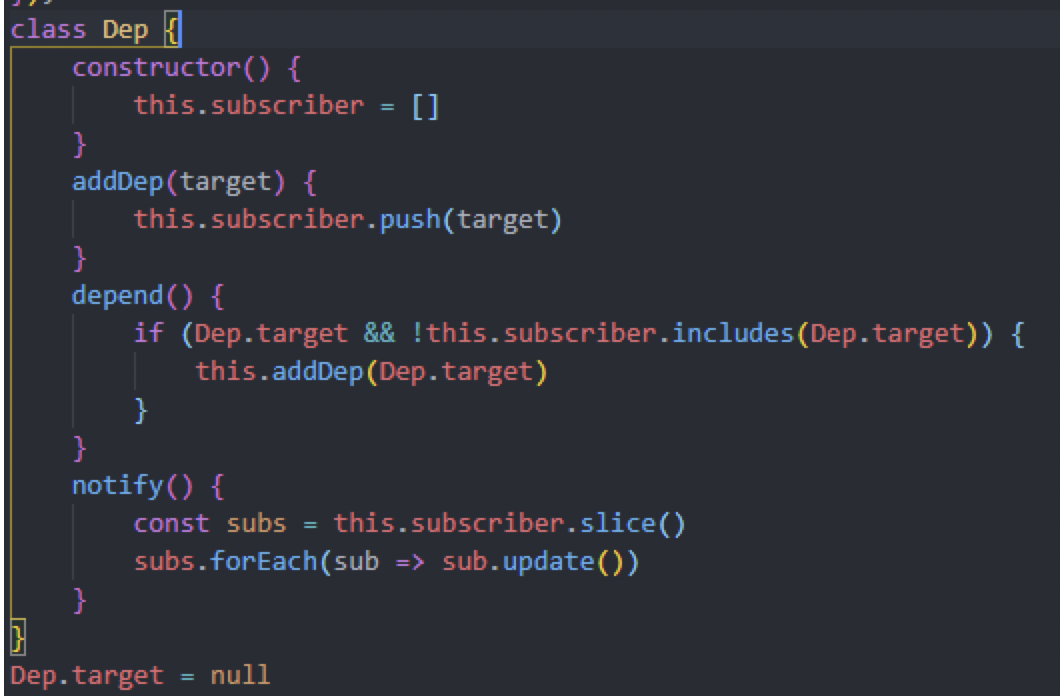 class Dep {
    constructor() {
        this.subscriber = []
    }
    addDep(target) {
        this.subscriber.push(target)
    }
    depend() {
        if (Dep.target && !this.subscriber.includes(Dep.target)) {
            this.addDep(Dep.target)
        }
    }
    notify() {
        const subs = this.subscriber.slice()
        subs.forEach(sub => sub.update())
    }
}
Dep.target = null